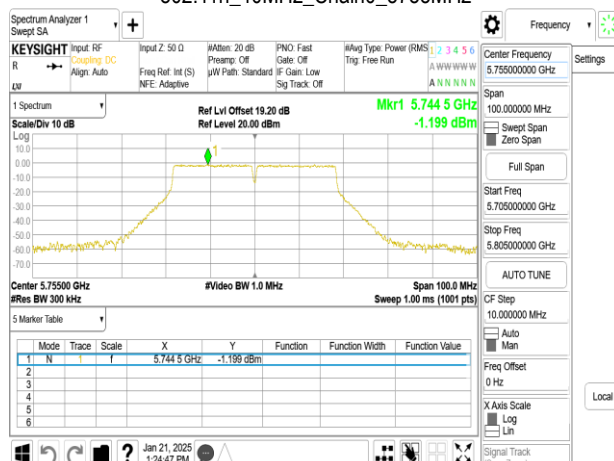 Spectrum Analyzer 1
Swept SA
Frequency
KEYSIGHT
R
Input: RF
Coupling: DC
Align: Auto
Input Z: 50 Ω
Freq Ref: Int (S)
NFE: Adaptive
#Atten: 20 dB
Preamp: Off
µW Path: Standard
PNO: Fast
Gate: Off
IF Gain: Low
Sig Track: Off
#Avg Type: Power (RMS
Trig: Free Run
1 2 3 4 5 6
A W W W W W
A N N N N N
1 Spectrum
Scale/Div 10 dB
Log
Ref Lvl Offset 19.20 dB
Ref Level 20.00 dBm
Mkr1 5.744 5 GHz
-1.199 dBm
1
10.0
0.00
-10.0
-20.0
-30.0
-40.0
-50.0
-60.0
-70.0
Center 5.75500 GHz
#Res BW 300 kHz
#Video BW 1.0 MHz
Span 100.0 MHz
Sweep 1.00 ms (1001 pts)
5 Marker Table
Mode Trace Scale X Y Function Function Width Function Value
1 N 1 f 5.744 5 GHz -1.199 dBm
2
3
4
5
6
Jan 21, 2025
1:24:47 PM
Center Frequency
5.755000000 GHz
Span
100.000000 MHz
Swept Span
Zero Span
Full Span
Start Freq
5.705000000 GHz
Stop Freq
5.805000000 GHz
AUTO TUNE
CF Step
10.000000 MHz
Auto
Man
Freq Offset
0 Hz
X Axis Scale
Log
Lin
Signal Track
Settings
Local